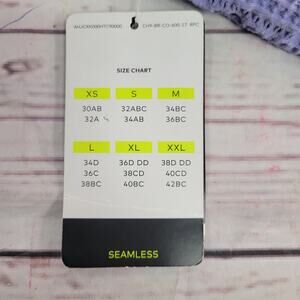 SIZE CHART
XS S M
30AB 32ABC 34BC
32A 34AB 36BC
L XL XXL
34D 36D DD 38D DD
36C 38CD 40CD
38BC 40BC 42BC
SEAMLESS